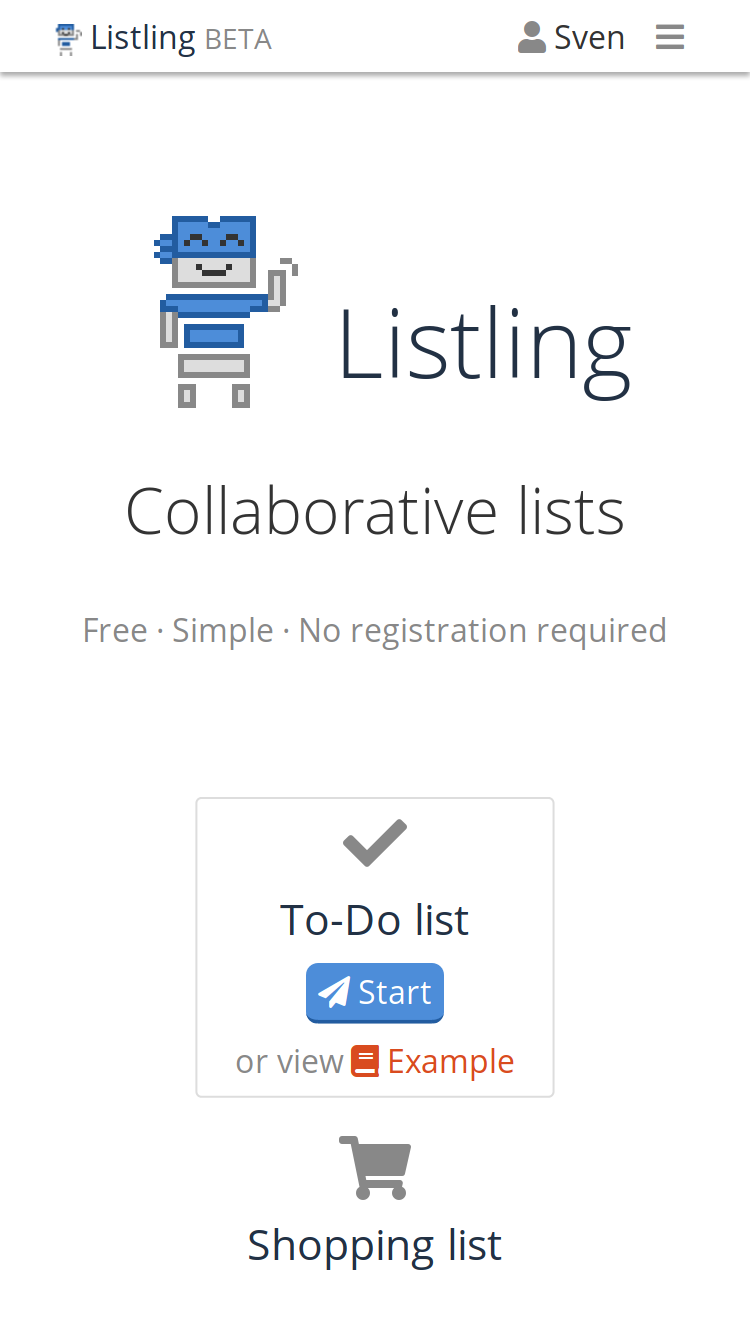 Listling BETA
Sven
Listling
Collaborative lists
Free · Simple · No registration required
To-Do list
Start
or view Example
Shopping list